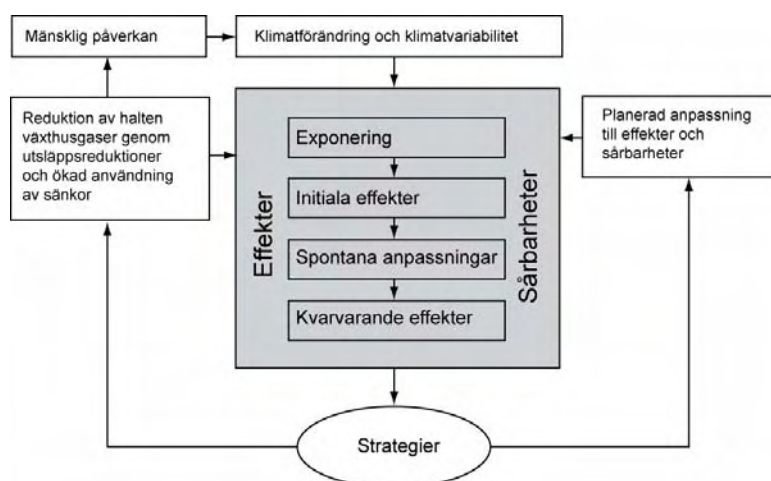 Mänsklig påverkan
Klimatförändring och klimatvariabilitet
Reduktion av halten
växthusgaser genom
utsläppsreduktioner
och ökad användning
av sänkor
Effekter
Exponering
Initiala effekter
Spontana anpassningar
Kvarvarande effekter
Sårbarheter
Planerad anpassning
till effekter och
sårbarheter
Strategier